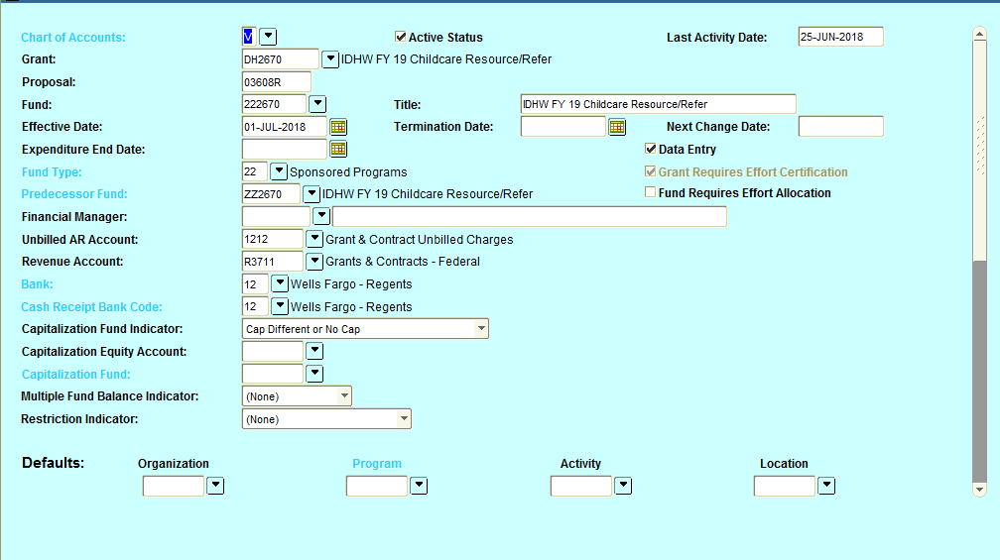 Chart of Accounts: V Active Status Last Activity Date: 25-JUN-2018
Grant: DH2670 IDHW FY 19 Childcare Resource/Refer
Proposal: 03608R
Fund: 222670 Title: IDHW FY 19 Childcare Resource/Refer
Effective Date: 01-JUL-2018 Termination Date: Next Change Date:
Expenditure End Date: Data Entry
Fund Type: 22 Sponsored Programs Grant Requires Effort Certification
Predecessor Fund: ZZ2670 IDHW FY 19 Childcare Resource/Refer Fund Requires Effort Allocation
Financial Manager:
Unbilled AR Account: 1212 Grant & Contract Unbilled Charges
Revenue Account: R3711 Grants & Contracts - Federal
Bank: 12 Wells Fargo - Regents
Cash Receipt Bank Code: 12 Wells Fargo - Regents
Capitalization Fund Indicator: Cap Different or No Cap
Capitalization Equity Account:
Capitalization Fund:
Multiple Fund Balance Indicator: (None)
Restriction Indicator: (None)
Defaults: Organization Program Activity Location